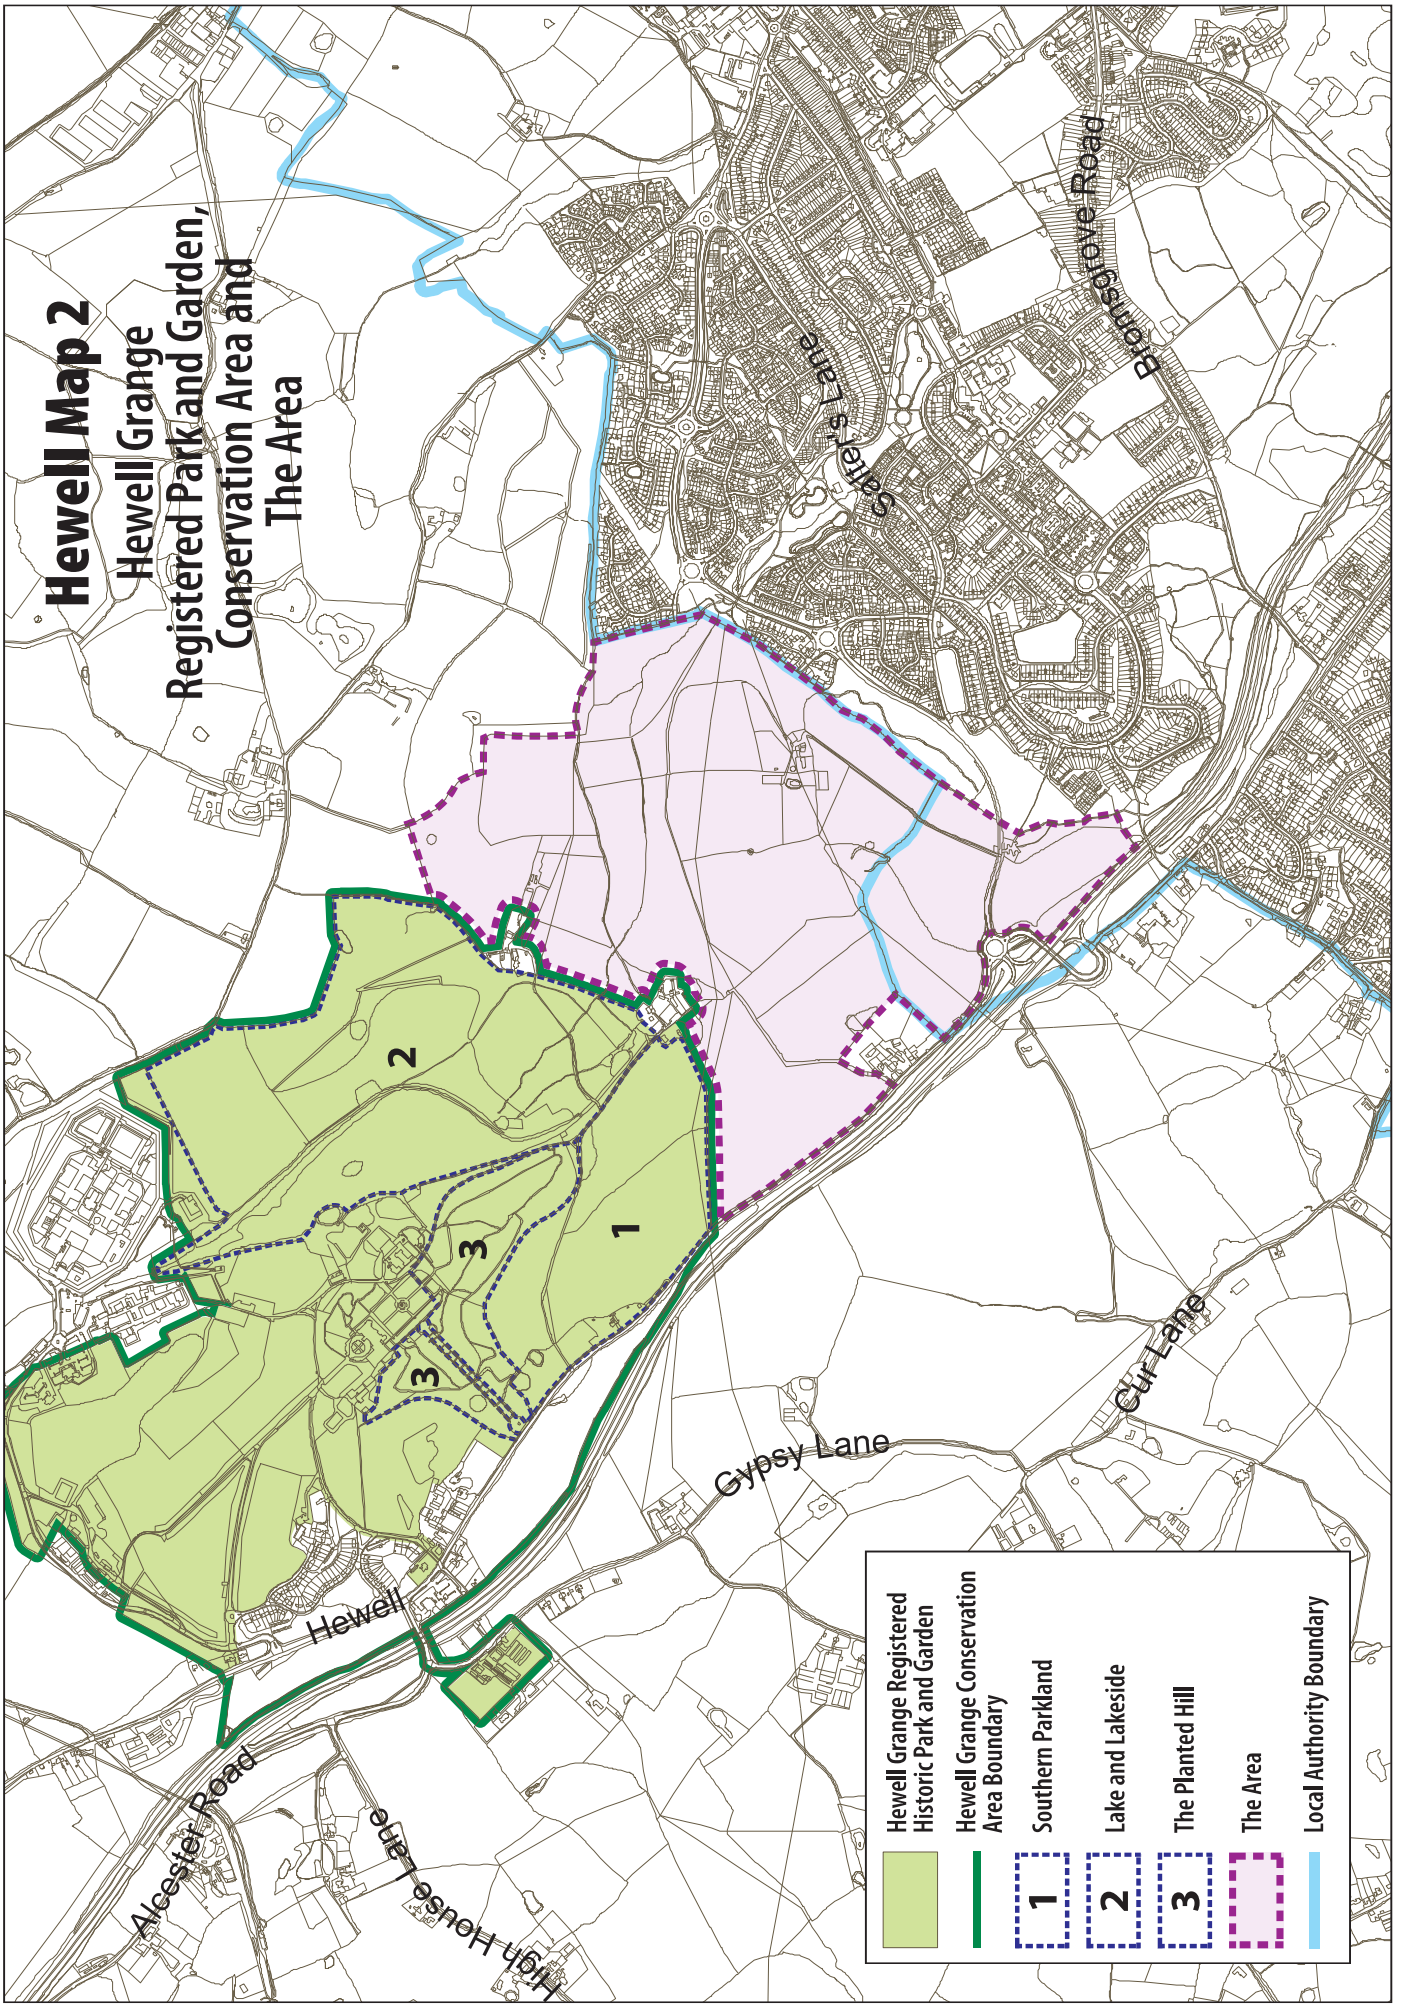 Hewell Map 2
Hewell Grange
Registered Park and Garden,
Conservation Area and
The Area
Alcester Road
High House Lane
Hewell
Gypsy Lane
Cur Lane
Salter's Lane
Bromsgrove Road
1
2
3
3
Hewell Grange Registered
Historic Park and Garden
Hewell Grange Conservation
Area Boundary
1 Southern Parkland
2 Lake and Lakeside
3 The Planted Hill
The Area
Local Authority Boundary